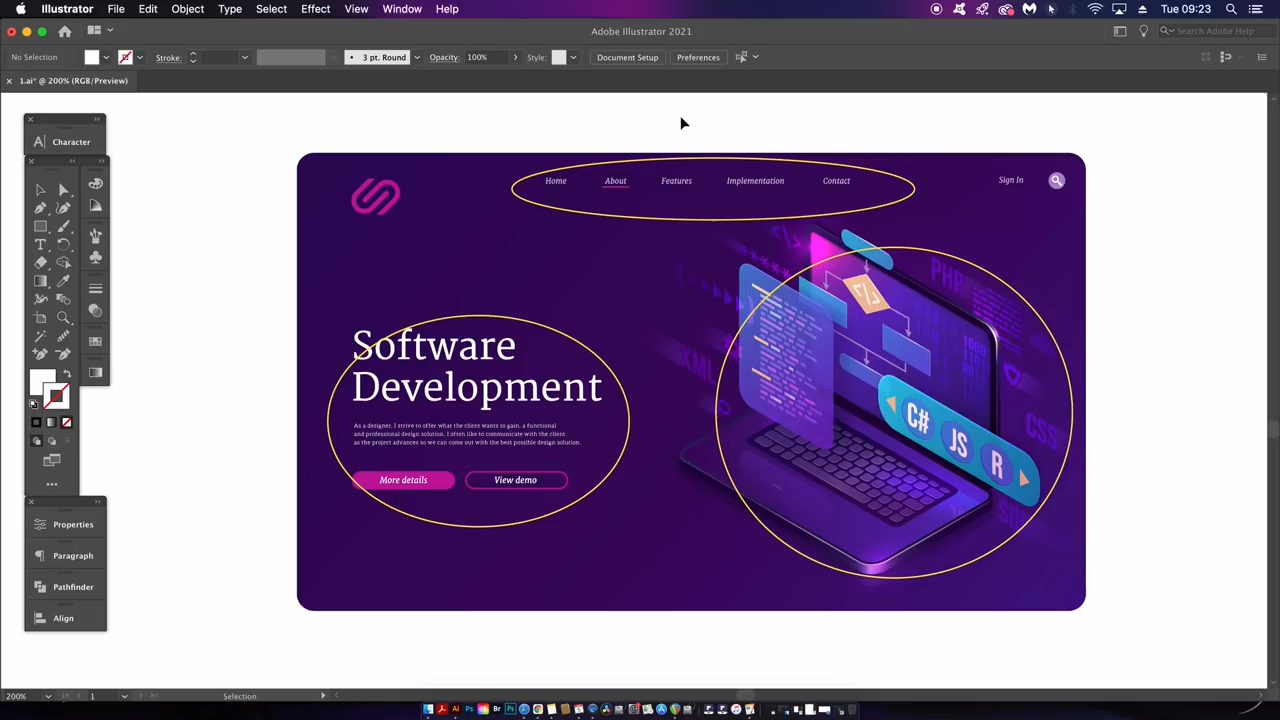 Illustrator File Edit Object Type Select Effect View Window Help
Tue 09:23
Adobe Illustrator 2021
Search Adobe Help
No Selection
Stroke:
3 pt. Round
Opacity: 100%
Style:
Document Setup
Preferences
1.ai* @ 200% (RGB/Preview)
Character
Home About Features Implementation Contact
Sign In
Software
Development
As a designer, I strive to offer what the client wants to gain, a functional
and professional design solution. I often like to communicate with the client
as the project advances so we can come out with the best possible design solution.
More details
View demo
</>
PHP
XML
CSS
C#
JS
R
Properties
Paragraph
Pathfinder
Align
200%
1
Selection